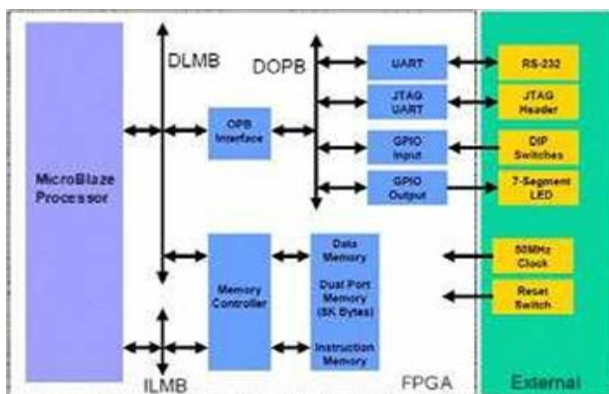 DLMB
DOPB
UART
RS-232
JTAG
UART
JTAG
Header
OPB
Interface
GPIO
Input
DIP
Switches
MicroBlaze
Processor
GPIO
Output
7-Segment
LED
Data
Memory
50MHz
Clock
Memory
Controller
Dual Port
Memory
(8K Bytes)
Reset
Switch
Instruction
Memory
ILMB
FPGA
External